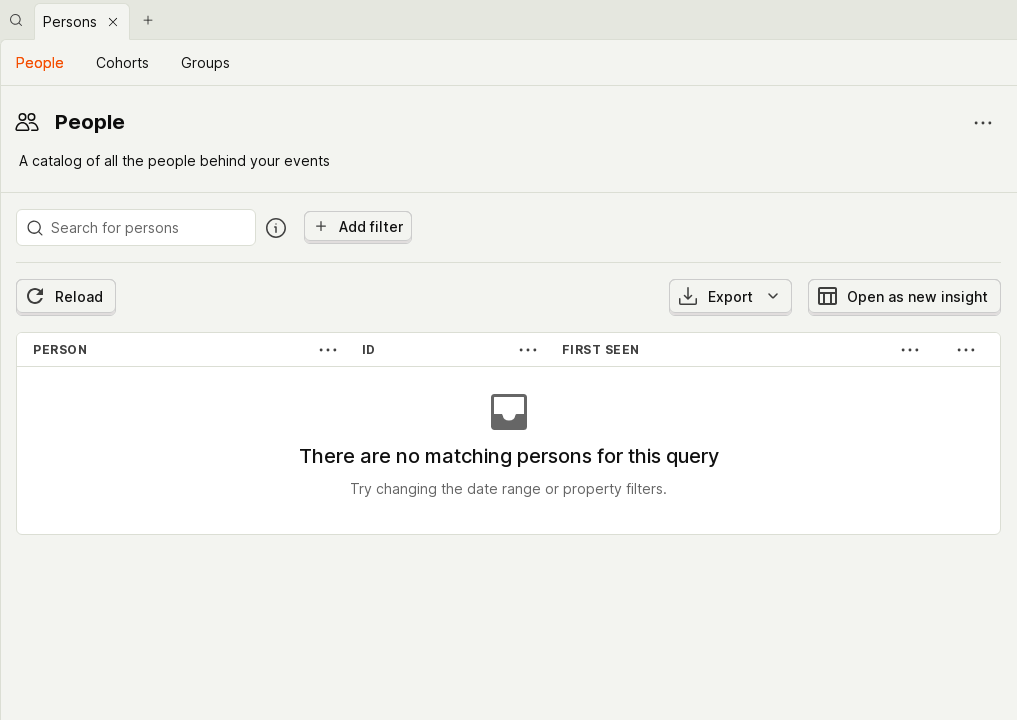 Persons
People
Cohorts
Groups
People
A catalog of all the people behind your events
Search for persons
Add filter
Reload
Export
Open as new insight
PERSON
ID
FIRST SEEN
There are no matching persons for this query
Try changing the date range or property filters.